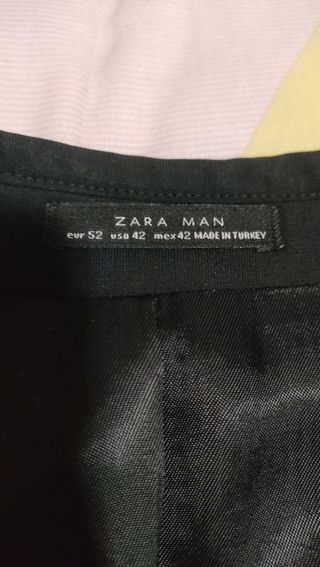 ZARA MAN
eur 52 usa 42 mex 42 MADE IN TURKEY